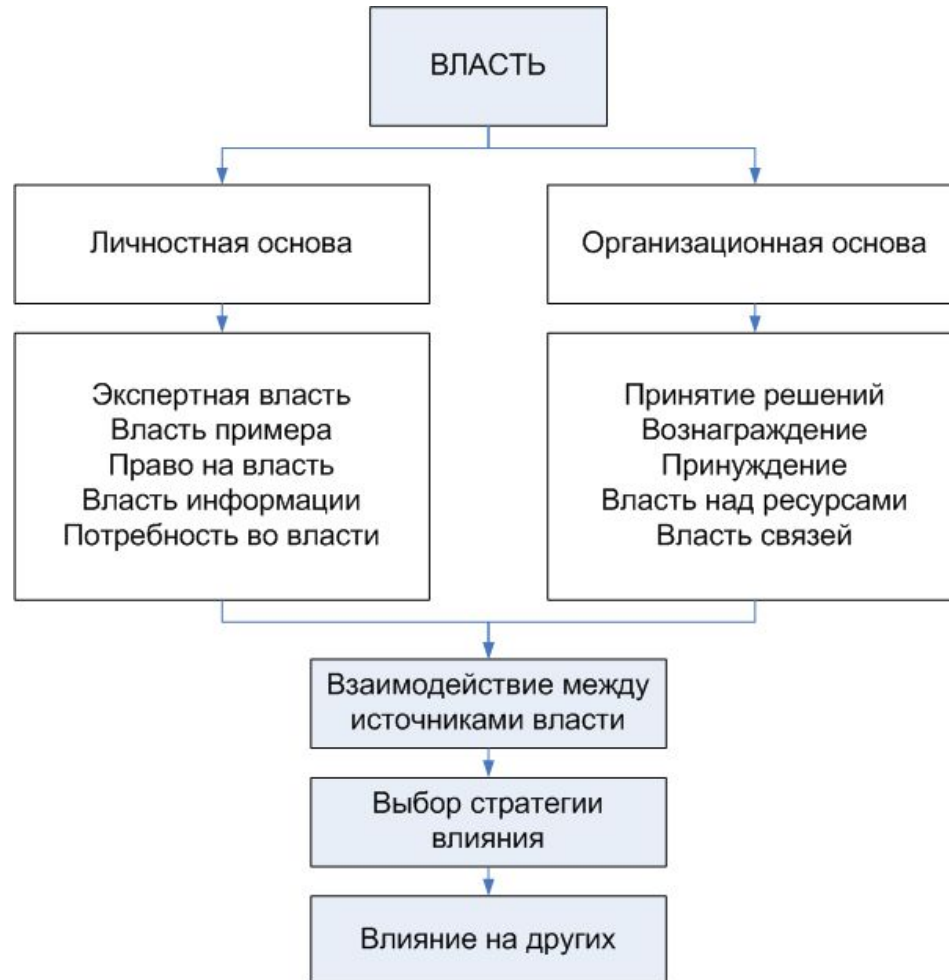 ВЛАСТЬ
Личностная основа
Организационная основа
Экспертная власть
Власть примера
Право на власть
Власть информации
Потребность во власти
Принятие решений
Вознаграждение
Принуждение
Власть над ресурсами
Власть связей
Взаимодействие между
источниками власти
Выбор стратегии
влияния
Влияние на других